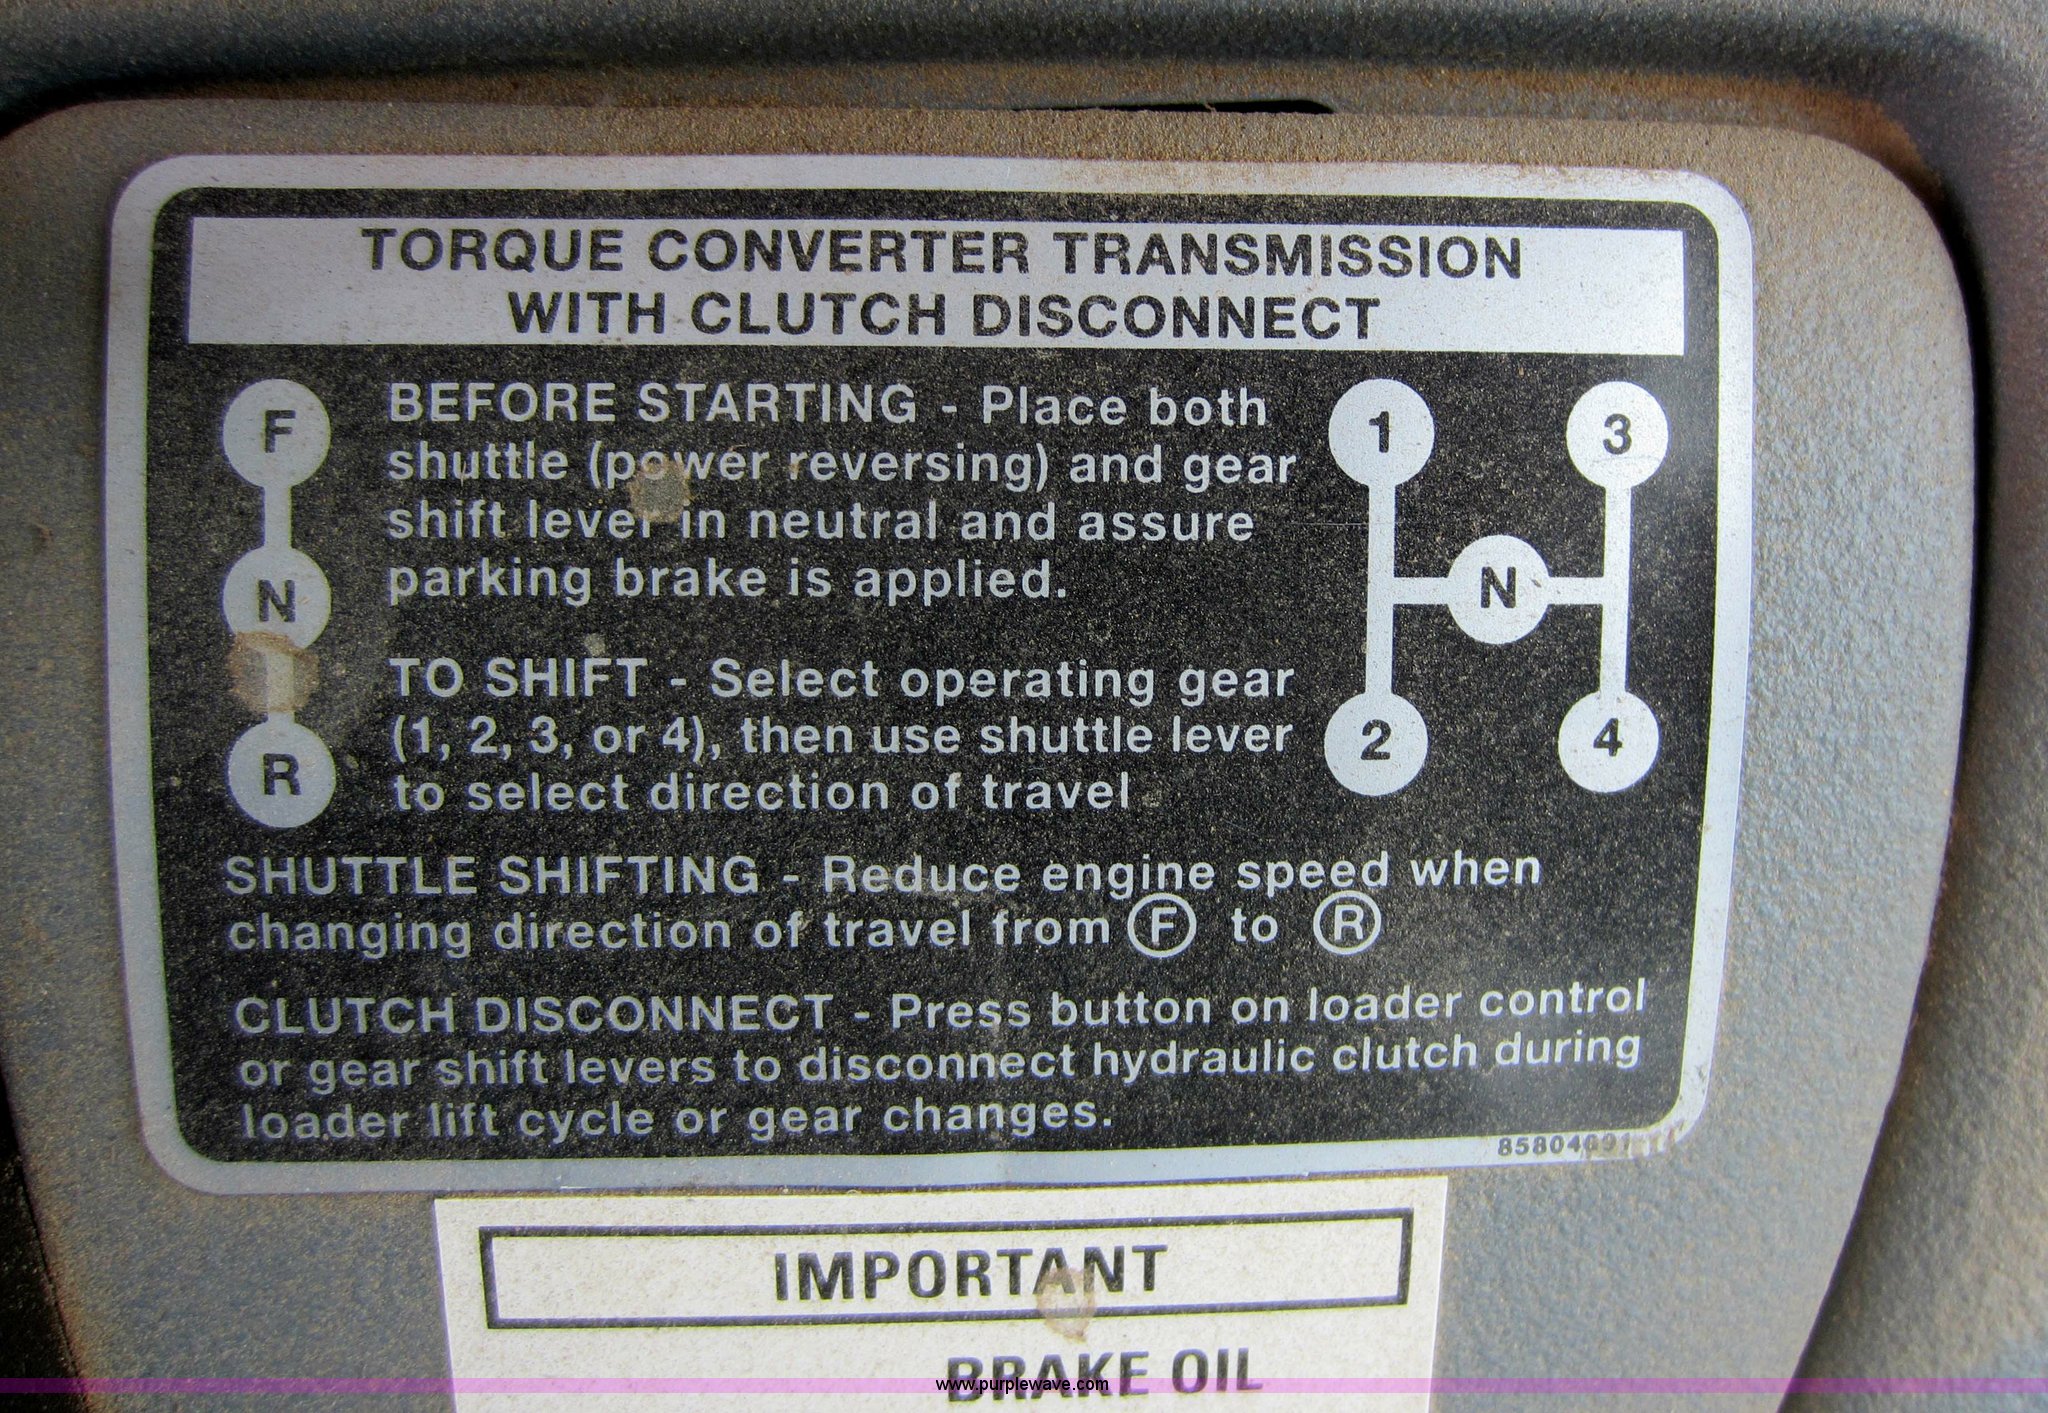 TORQUE CONVERTER TRANSMISSION
WITH CLUTCH DISCONNECT
F
N
R
BEFORE STARTING - Place both
shuttle (power reversing) and gear
shift lever in neutral and assure
parking brake is applied.
TO SHIFT - Select operating gear
(1, 2, 3, or 4), then use shuttle lever
to select direction of travel
1 3
N
2 4
SHUTTLE SHIFTING - Reduce engine speed when
changing direction of travel from F to R
CLUTCH DISCONNECT - Press button on loader control
or gear shift levers to disconnect hydraulic clutch during
loader lift cycle or gear changes.
IMPORTANT
BRAKE OIL
www.purplewave.com